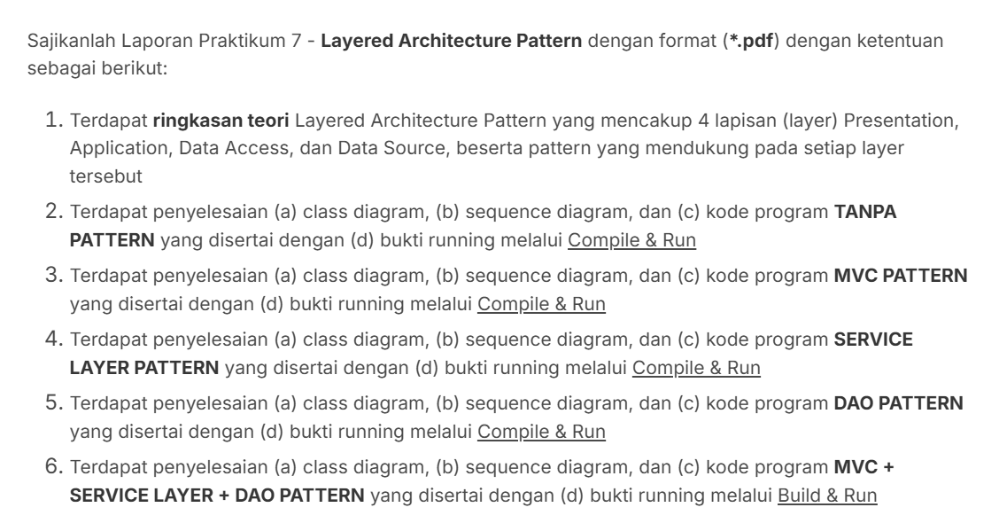 Sajikanlah Laporan Praktikum 7 - Layered Architecture Pattern dengan format (*.pdf) dengan ketentuan
sebagai berikut:
1. Terdapat ringkasan teori Layered Architecture Pattern yang mencakup 4 lapisan (layer) Presentation,
Application, Data Access, dan Data Source, beserta pattern yang mendukung pada setiap layer
tersebut
2. Terdapat penyelesaian (a) class diagram, (b) sequence diagram, dan (c) kode program TANPA
PATTERN yang disertai dengan (d) bukti running melalui Compile & Run
3. Terdapat penyelesaian (a) class diagram, (b) sequence diagram, dan (c) kode program MVC PATTERN
yang disertai dengan (d) bukti running melalui Compile & Run
4. Terdapat penyelesaian (a) class diagram, (b) sequence diagram, dan (c) kode program SERVICE
LAYER PATTERN yang disertai dengan (d) bukti running melalui Compile & Run
5. Terdapat penyelesaian (a) class diagram, (b) sequence diagram, dan (c) kode program DAO PATTERN
yang disertai dengan (d) bukti running melalui Compile & Run
6. Terdapat penyelesaian (a) class diagram, (b) sequence diagram, dan (c) kode program MVC +
SERVICE LAYER + DAO PATTERN yang disertai dengan (d) bukti running melalui Build & Run